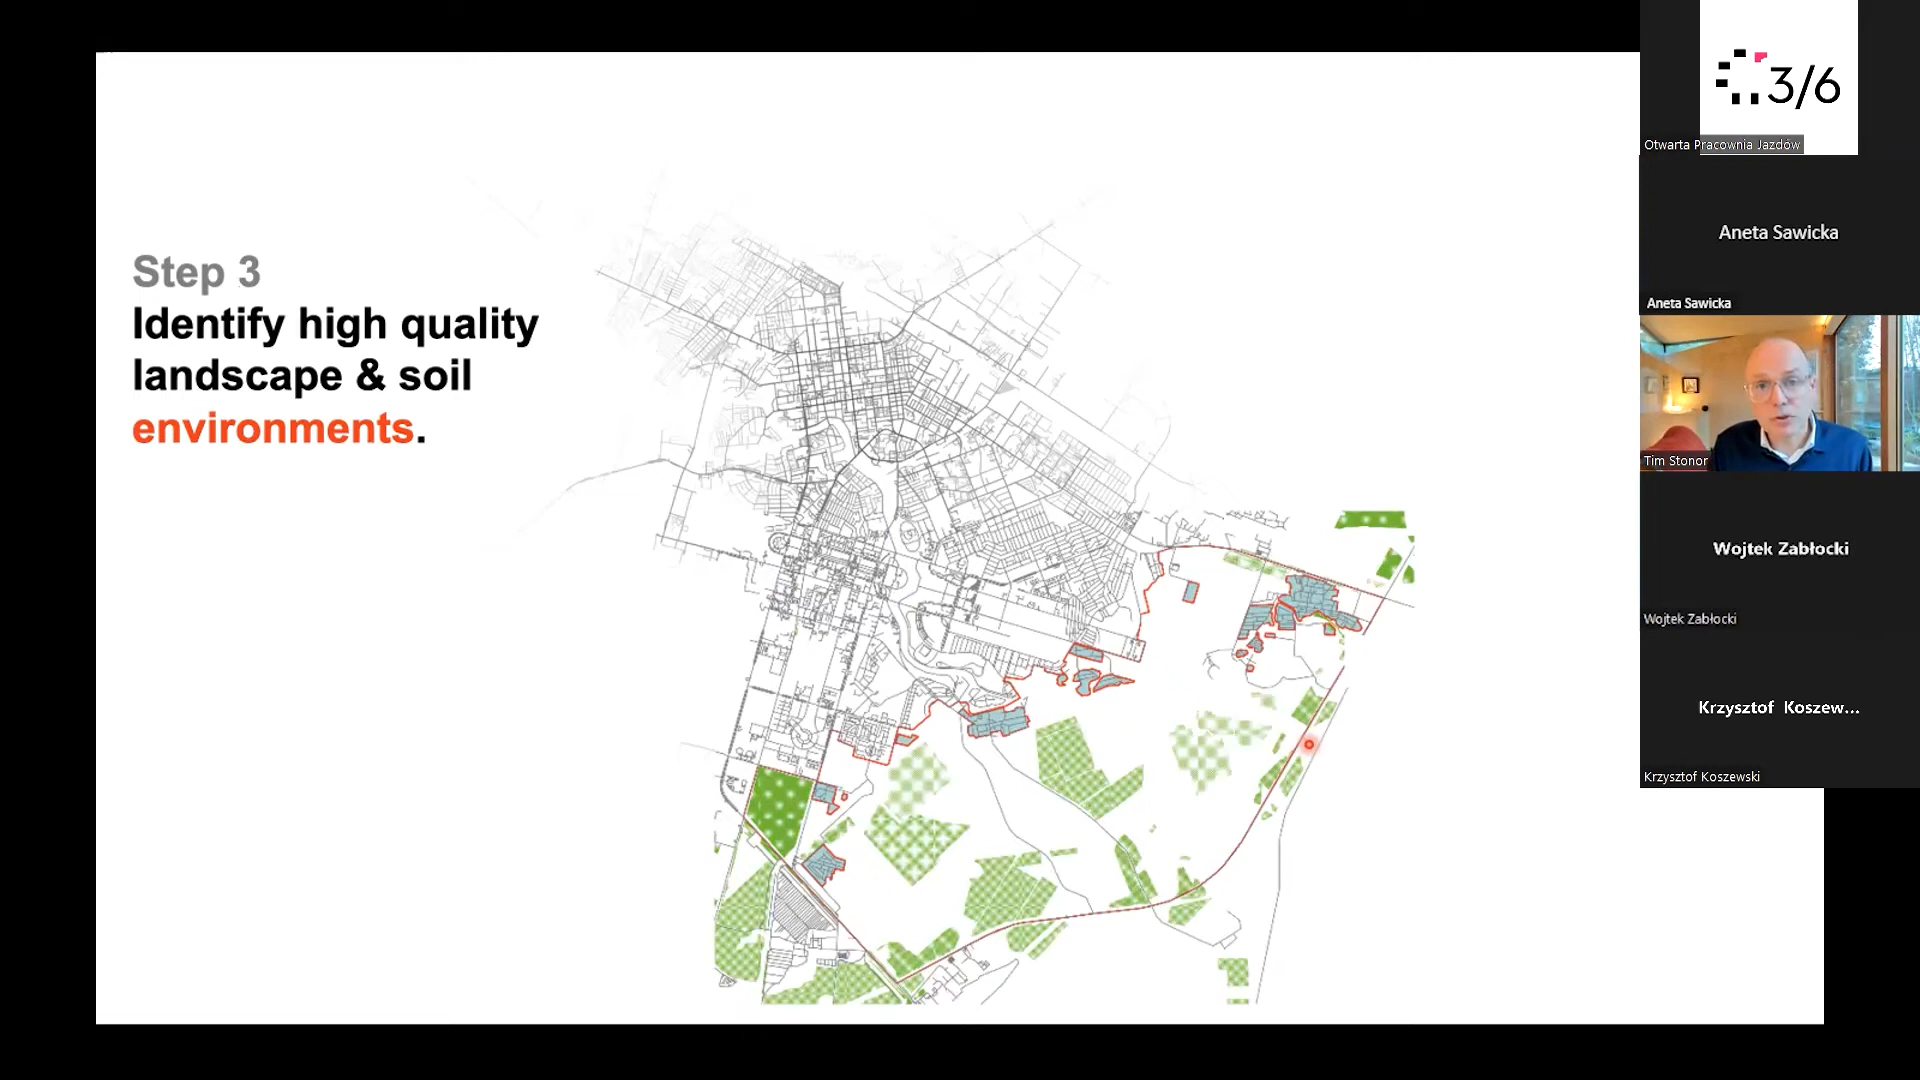 Step 3
Identify high quality
landscape & soil
environments.
3/6
Otwarta Pracownia Jazdów
Aneta Sawicka
Aneta Sawicka
Tim Stonor
Wojtek Zabłocki
Wojtek Zabłocki
Krzysztof Koszew...
Krzysztof Koszewski